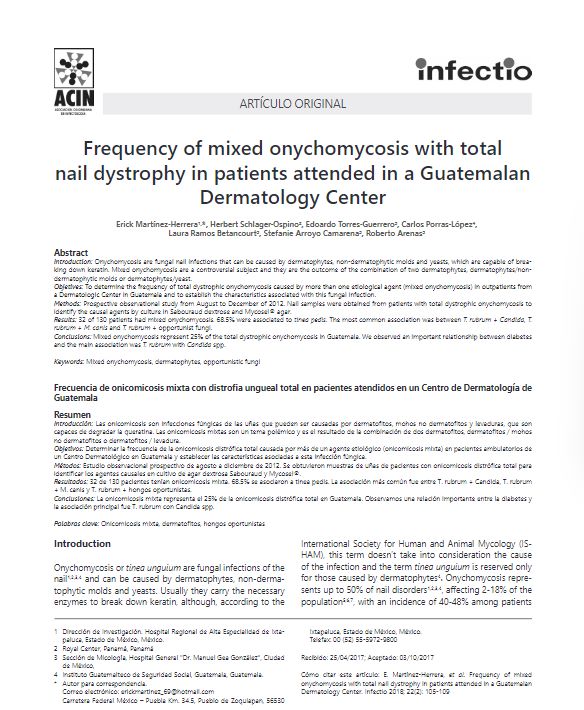 ACIN
ASOCIACIÓN COLOMBIANA
DE INFECTOLOGÍA
infectio
ARTÍCULO ORIGINAL
Frequency of mixed onychomycosis with total
nail dystrophy in patients attended in a Guatemalan
Dermatology Center
Erick Martínez-Herrera¹,*, Herbert Schlager-Ospino², Edoardo Torres-Guerrero², Carlos Porras-López⁴,
Laura Ramos Betancourt², Stefanie Arroyo Camarena², Roberto Arenas²
Abstract
Introduction: Onychomycosis are fungal nail infections that can be caused by dermatophytes, non-dermatophytic molds and yeasts, which are capable of brea-
king down keratin. Mixed onychomycosis are a controversial subject and they are the outcome of the combination of two dermatophytes, dermatophytes/non-
dermatophytic molds or dermatophytes/yeast.
Objectives: To determine the frequency of total dystrophic onychomycosis caused by more than one etiological agent (mixed onychomycosis) in outpatients from
a Dermatologic Center in Guatemala and to establish the characteristics associated with this fungal infection.
Methods: Prospective observational study from August to December of 2012. Nail samples were obtained from patients with total dystrophic onychomycosis to
identify the causal agents by culture in Sabouraud dextrose and Mycosel® agar.
Results: 32 of 130 patients had mixed onychomycosis. 68.5% were associated to tinea pedis. The most common association was between T. rubrum + Candida, T.
rubrum + M. canis and T. rubrum + opportunist fungi.
Conclusions: Mixed onychomycosis represent 25% of the total dystrophic onychomycosis in Guatemala. We observed an important relationship between diabetes
and the main association was T. rubrum with Candida spp.
Keywords: Mixed onychomycosis, dermatophytes, opportunistic fungi
Frecuencia de onicomicosis mixta con distrofia ungueal total en pacientes atendidos en un Centro de Dermatología de
Guatemala
Resumen
Introducción: Las onicomicosis son infecciones fúngicas de las uñas que pueden ser causadas por dermatofitos, mohos no dermatofitos y levaduras, que son
capaces de degradar la queratina. Las onicomicosis mixtas son un tema polémico y es el resultado de la combinación de dos dermatofitos, dermatofitos / mohos
no dermatofitos o dermatofitos / levadura.
Objetivos: Determinar la frecuencia de la onicomicosis distrófica total causada por más de un agente etiológico (onicomicosis mixta) en pacientes ambulatorios de
un Centro Dermatológico en Guatemala y establecer las características asociadas a esta infección fúngica.
Métodos: Estudio observacional prospectivo de agosto a diciembre de 2012. Se obtuvieron muestras de uñas de pacientes con onicomicosis distrófica total para
identificar los agentes causales en cultivo de agar dextrosa Sabouraud y Mycosel®.
Resultados: 32 de 130 pacientes tenían onicomicosis mixta. 68.5% se asociaron a tinea pedis. La asociación más común fue entre T. rubrum + Candida, T. rubrum
+ M. canis y T. rubrum + hongos oportunistas.
Conclusiones: La onicomicosis mixta representa el 25% de la onicomicosis distrófica total en Guatemala. Observamos una relación importante entre la diabetes y
la asociación principal fue T. rubrum con Candida spp.
Palabras clave: Onicomicosis mixta, dermatofitos, hongos oportunistas
Introduction
Onychomycosis or tinea unguium are fungal infections of the
nail¹,²,³,⁴ and can be caused by dermatophytes, non-derma-
tophytic molds and yeasts. Usually they carry the necessary
enzymes to break down keratin, although, according to the
International Society for Human and Animal Mycology (IS-
HAM), this term doesn't take into consideration the cause
of the infection and the term tinea unguium is reserved only
for those caused by dermatophytes⁴. Onychomycosis repre-
sents up to 50% of nail disorders¹,²,³,⁴, affecting 2-18% of the
population²,⁶,⁷, with an incidence of 40-48% among patients
1 Dirección de Investigación. Hospital Regional de Alta Especialidad de Ixta-
paluca, Estado de México, México.
2 Royal Center, Panamá, Panamá
3 Sección de Micología, Hospital General "Dr. Manuel Gea González", Ciudad
de México,
4 Instituto Guatemalteco de Seguridad Social, Guatemala, Guatemala.
* Autor para correspondencia.
Correo electrónico: erickmartinez_69@hotmail.com
Carretera Federal México – Puebla Km. 34.5, Pueblo de Zoquiapan, 56530
Ixtapaluca, Estado de México, México.
Telefax: 00 (52) 55-5972-9800
Recibido: 25/04/2017; Aceptado: 03/10/2017
Cómo citar este artículo: E. Martínez-Herrera, et al. Frequency of mixed
onychomycosis with total nail dystrophy in patients attended in a Guatemalan
Dermatology Center. Infectio 2018; 22(2): 105-109